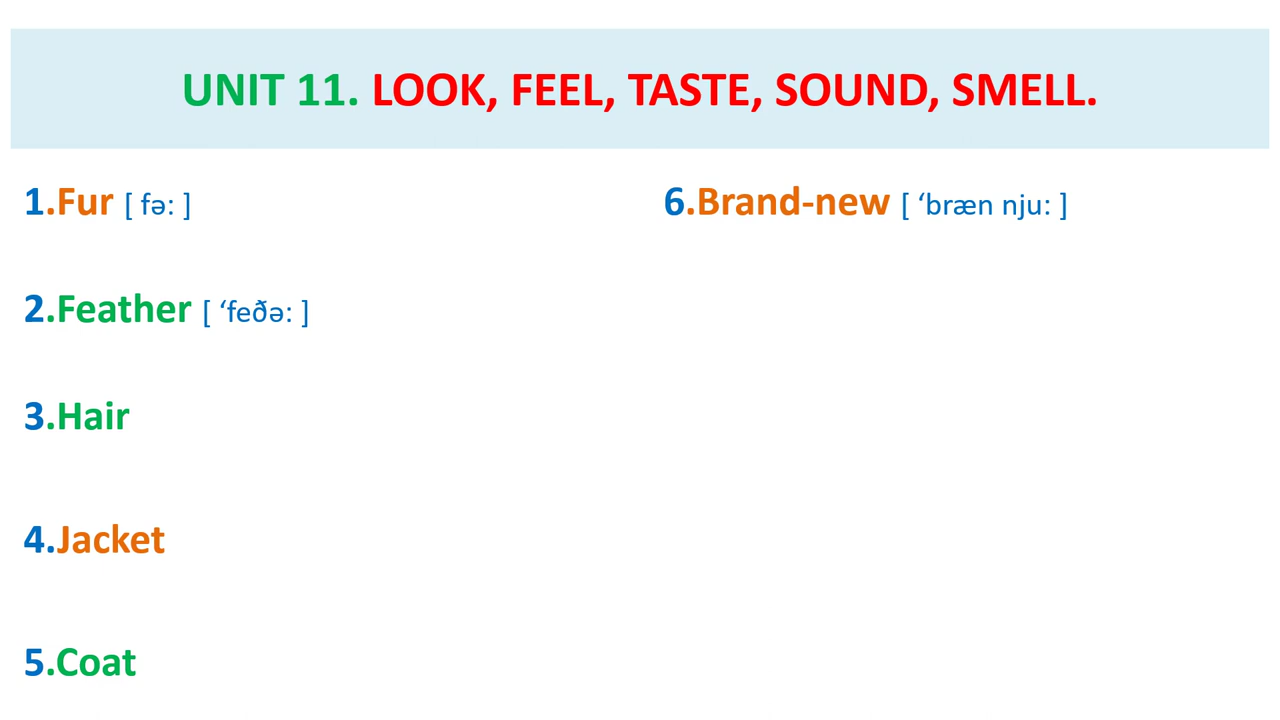 UNIT 11. LOOK, FEEL, TASTE, SOUND, SMELL.
1.Fur [ fə: ]
2.Feather [ ‘feðə: ]
3.Hair
4.Jacket
5.Coat
6.Brand-new [ ‘bræn nju: ]